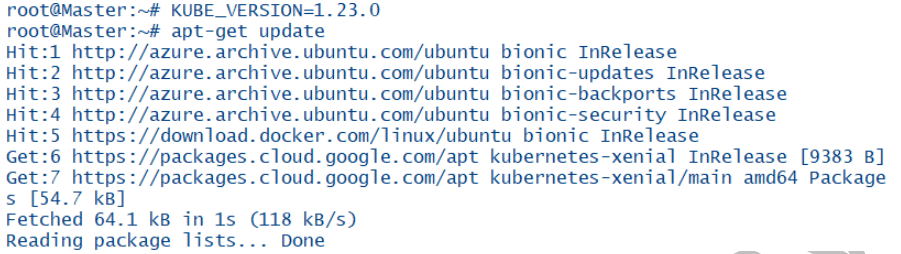 root@Master:~# KUBE_VERSION=1.23.0
root@Master:~# apt-get update
Hit:1 http://azure.archive.ubuntu.com/ubuntu bionic InRelease
Hit:2 http://azure.archive.ubuntu.com/ubuntu bionic-updates InRelease
Hit:3 http://azure.archive.ubuntu.com/ubuntu bionic-backports InRelease
Hit:4 http://azure.archive.ubuntu.com/ubuntu bionic-security InRelease
Hit:5 https://download.docker.com/linux/ubuntu bionic InRelease
Get:6 https://packages.cloud.google.com/apt kubernetes-xenial InRelease [9383 B]
Get:7 https://packages.cloud.google.com/apt kubernetes-xenial/main amd64 Package
s [54.7 kB]
Fetched 64.1 kB in 1s (118 kB/s)
Reading package lists... Done